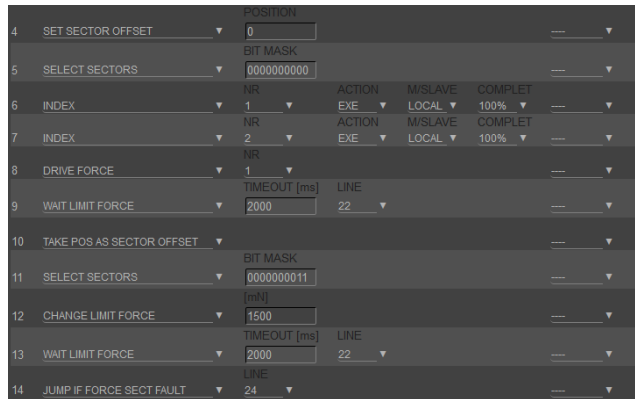 POSITION
4 SET SECTOR OFFSET 0 ----
BIT MASK
5 SELECT SECTORS 0000000000 ----
NR ACTION M/SLAVE COMPLET
6 INDEX 1 EXE LOCAL 100% ----
NR ACTION M/SLAVE COMPLET
7 INDEX 2 EXE LOCAL 100% ----
NR
8 DRIVE FORCE 1 ----
TIMEOUT [ms] LINE
9 WAIT LIMIT FORCE 2000 22 ----
10 TAKE POS AS SECTOR OFFSET ----
BIT MASK
11 SELECT SECTORS 0000000011 ----
[mN]
12 CHANGE LIMIT FORCE 1500 ----
TIMEOUT [ms] LINE
13 WAIT LIMIT FORCE 2000 22 ----
LINE
14 JUMP IF FORCE SECT FAULT 24 ----